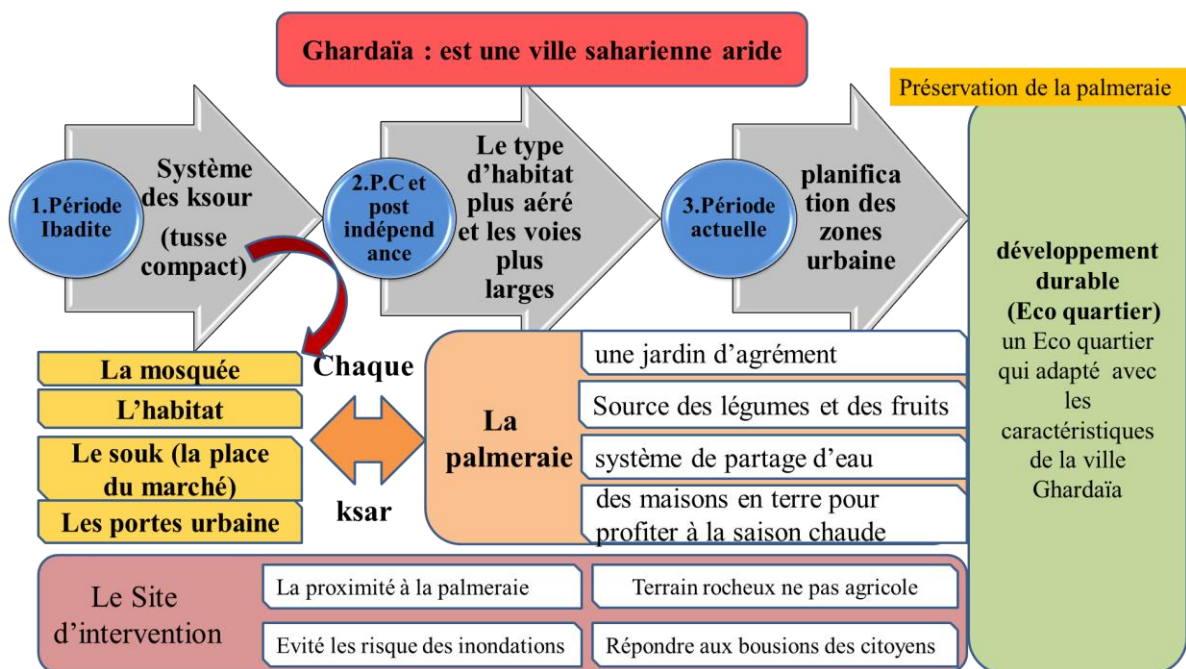 Ghardaïa : est une ville saharienne aride
Préservation de la palmeraie
1.Période
Ibadite
Système
des ksour
(tusse
compact)
2.P.C et
post
indépend
ance
Le type
d’habitat
plus aéré
et les voies
plus
larges
3.Période
actuelle
planifica
tion des
zones
urbaine
développement
durable
(Eco quartier)
un Eco quartier
qui adapté avec
les
caractéristiques
de la ville
Ghardaïa
La mosquée
L’habitat
Le souk (la place
du marché)
Les portes urbaine
Chaque
ksar
La
palmeraie
une jardin d’agrément
Source des légumes et des fruits
système de partage d’eau
des maisons en terre pour
profiter à la saison chaude
Le Site
d’intervention
La proximité à la palmeraie
Terrain rocheux ne pas agricole
Evité les risque des inondations
Répondre aux bousions des citoyens